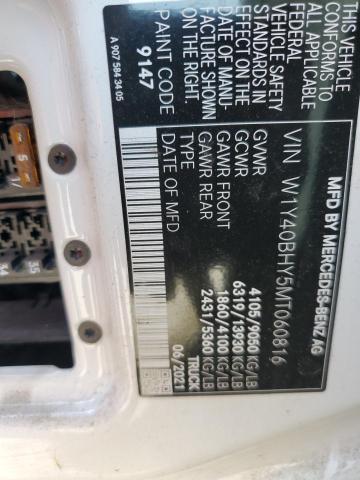 MFD BY MERCEDES-BENZ AG
VIN W1Y40BHY5MT060816
GVWR 4105/9050 KG/LB
GCWR 6319/13930 KG/LB
GAWR FRONT 1860/4100 KG/LB
GAWR REAR 2431/5360 KG/LB
TYPE TRUCK
DATE OF MFD 06/2021
THIS VEHICLE
CONFORMS TO
ALL APPLICABLE
FEDERAL
VEHICLE SAFETY
STANDARDS IN
EFFECT ON
THE DATE OF
MANU-
FACTURE SHOWN
ON THE RIGHT.
PAINT CODE
9147
A 907 584 34 05
5
35